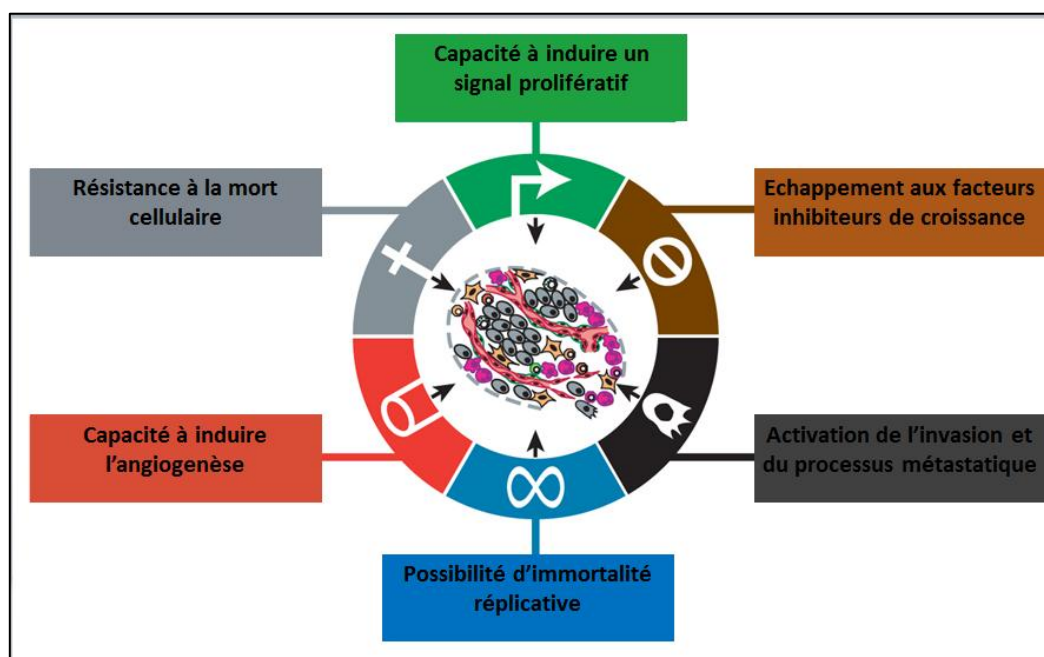 Capacité à induire un
signal prolifératif
Résistance à la mort
cellulaire
Echappement aux facteurs
inhibiteurs de croissance
Capacité à induire
l’angiogenèse
Activation de l’invasion et
du processus métastatique
Possibilité d’immortalité
réplicative